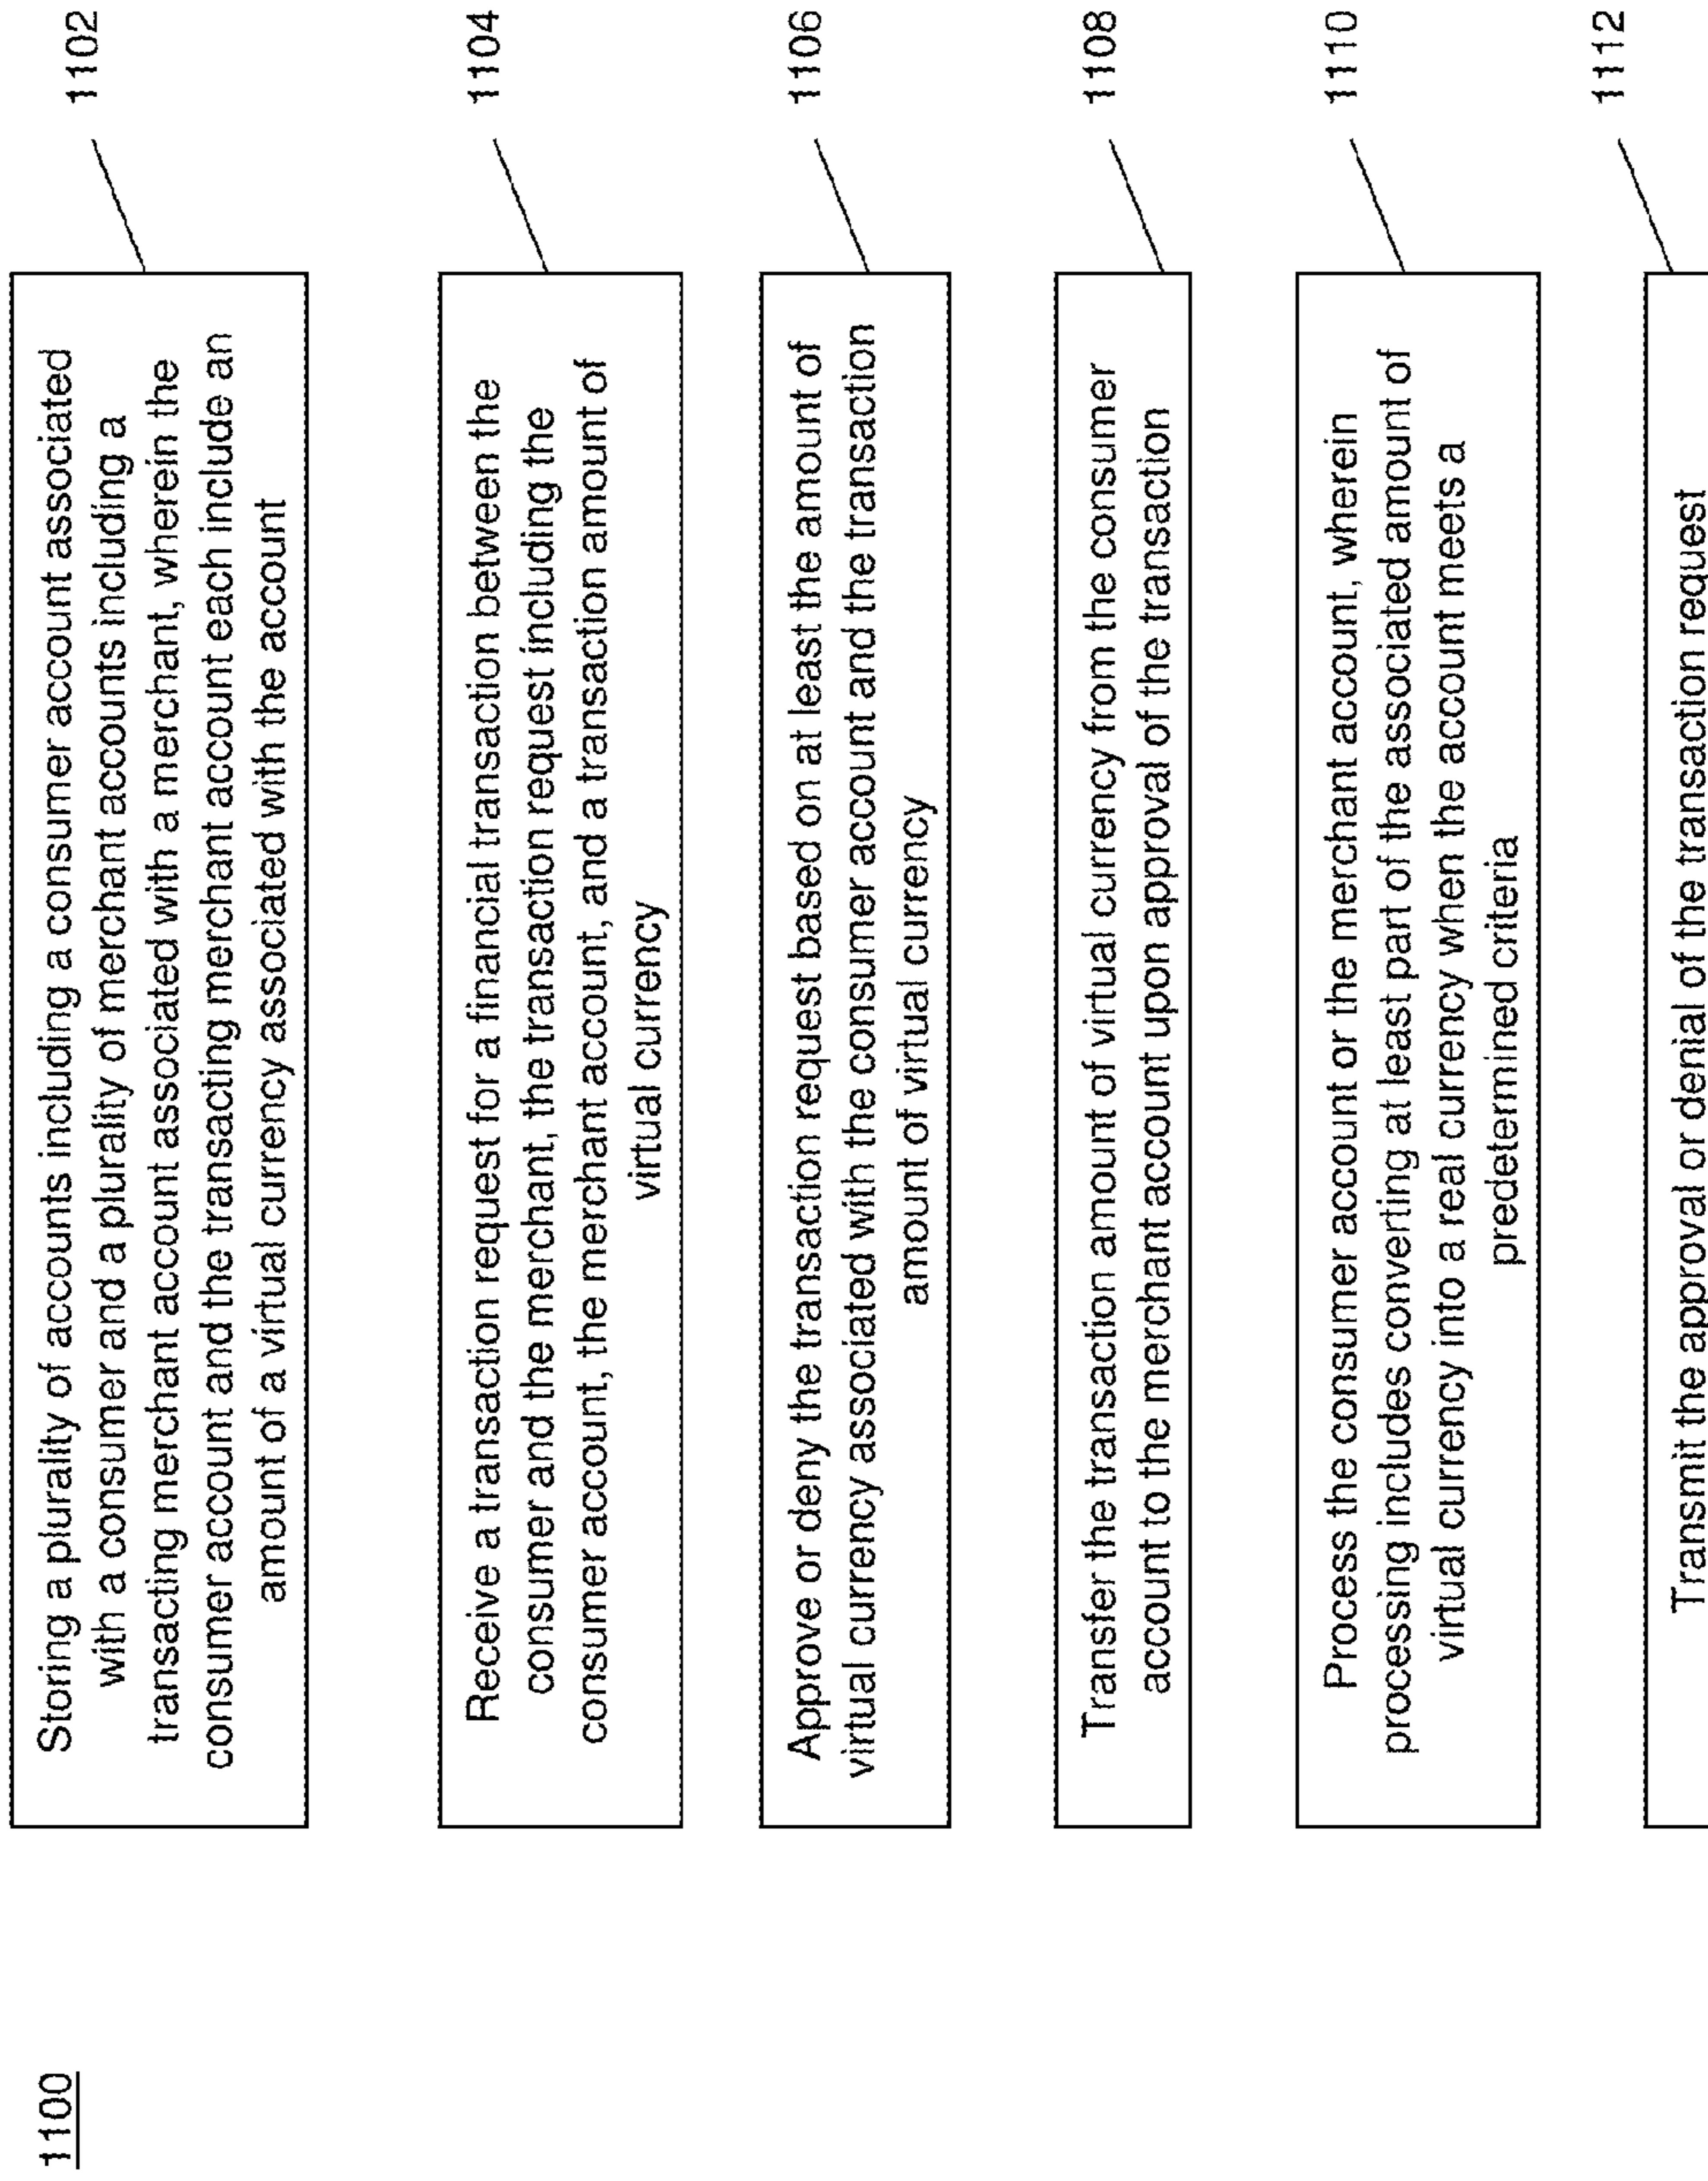 1100
1102
Storing a plurality of accounts including a consumer account associated
with a consumer and a plurality of merchant accounts including a
transacting merchant account associated with a merchant, wherein the
consumer account and the transacting merchant account each include an
amount of a virtual currency associated with the account
1104
Receive a transaction request for a financial transaction between the
consumer and the merchant, the transaction request including the
consumer account, the merchant account, and a transaction amount of
virtual currency
1106
Approve or deny the transaction request based on at least the amount of
virtual currency associated with the consumer account and the transaction
amount of virtual currency
1108
Transfer the transaction amount of virtual currency from the consumer
account to the merchant account upon approval of the transaction
1110
Process the consumer account or the merchant account, wherein
processing includes converting at least part of the associated amount of
virtual currency into a real currency when the account meets a
predetermined criteria
1112
Transmit the approval or denial of the transaction request